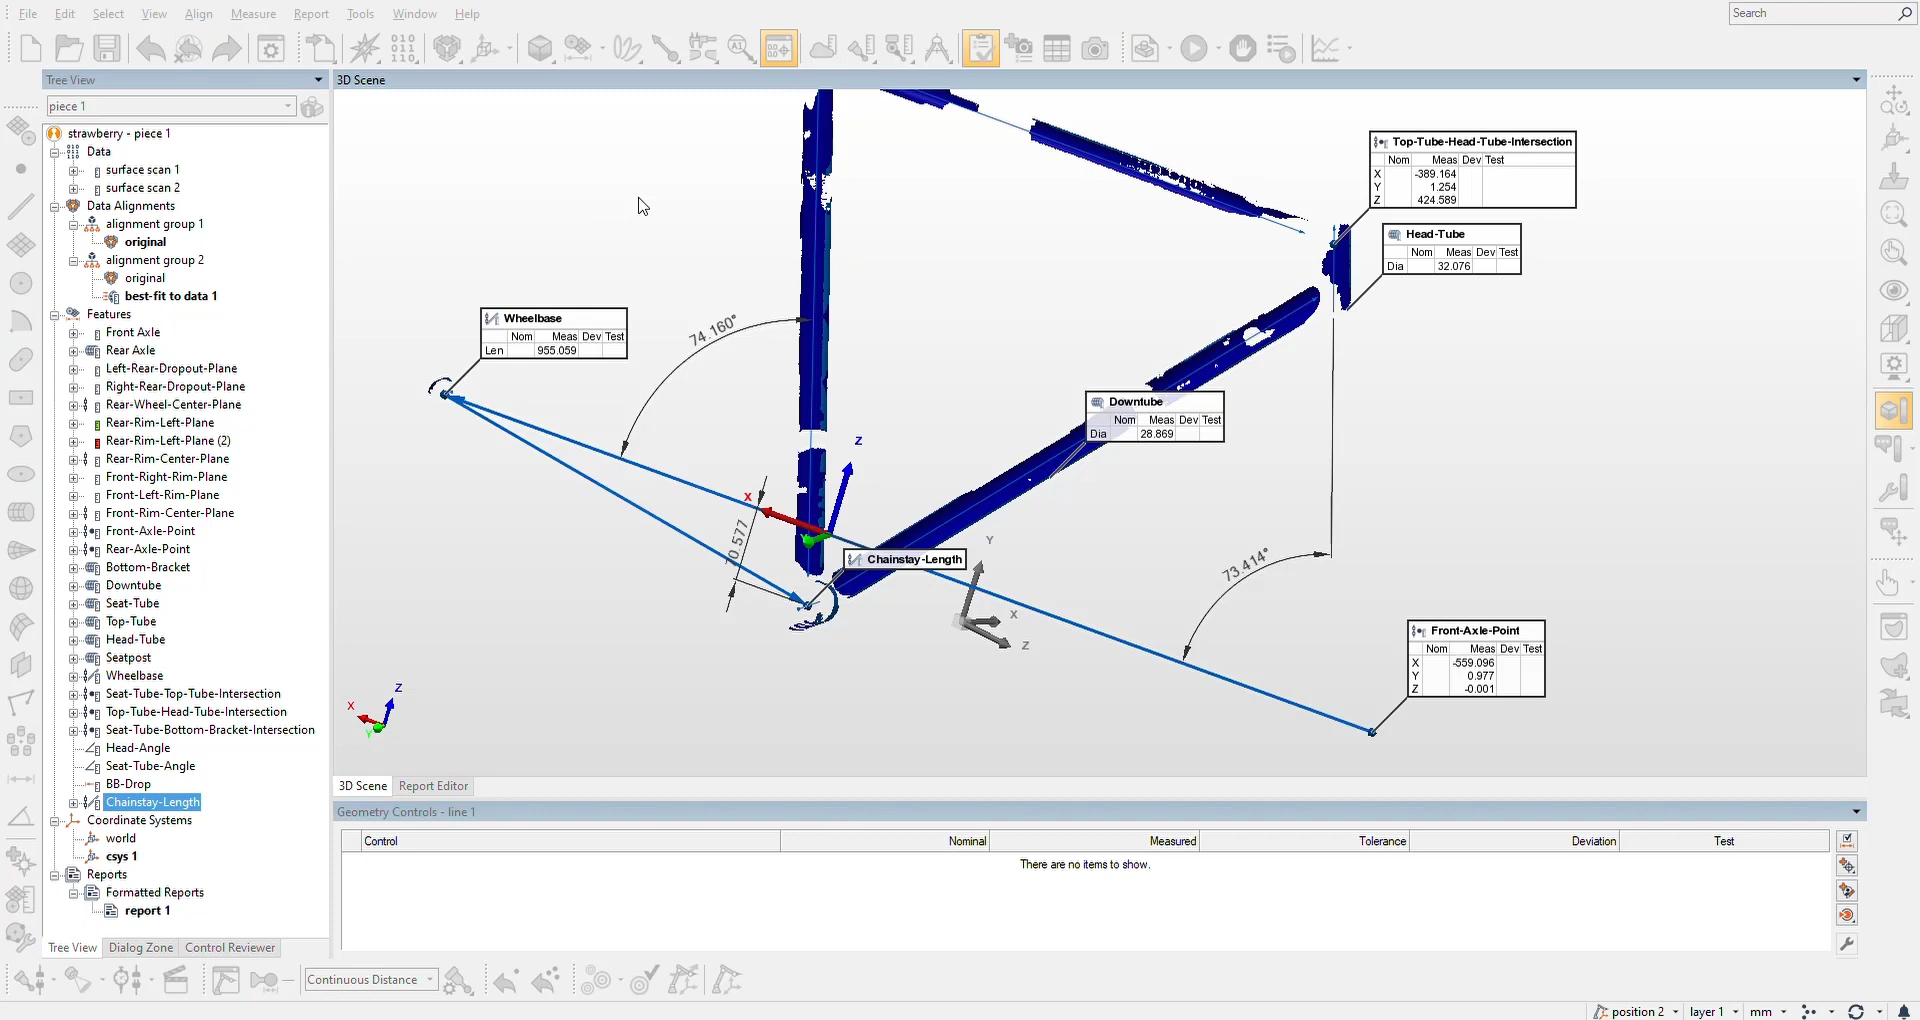 File Edit Select View Align Measure Report Tools Window Help
Search
Tree View
3D Scene
piece 1
strawberry - piece 1
Data
surface scan 1
surface scan 2
Data Alignments
alignment group 1
original
alignment group 2
original
best-fit to data 1
Features
Front Axle
Rear Axle
Left-Rear-Dropout-Plane
Right-Rear-Dropout-Plane
Rear-Wheel-Center-Plane
Rear-Rim-Left-Plane
Rear-Rim-Left-Plane (2)
Rear-Rim-Center-Plane
Front-Right-Rim-Plane
Front-Left-Rim-Plane
Front-Rim-Center-Plane
Front-Axle-Point
Rear-Axle-Point
Bottom-Bracket
Downtube
Seat-Tube
Top-Tube
Head-Tube
Seatpost
Wheelbase
Seat-Tube-Top-Tube-Intersection
Top-Tube-Head-Tube-Intersection
Seat-Tube-Bottom-Bracket-Intersection
Head-Angle
Seat-Tube-Angle
BB-Drop
Chainstay-Length
Coordinate Systems
world
csys 1
Reports
Formatted Reports
report 1
Tree View Dialog Zone Control Reviewer
Top-Tube-Head-Tube-Intersection
Nom Meas Dev Test
X -389.164
Y 1.254
Z 424.589
Head-Tube
Nom Meas Dev Test
Dia 32.076
Wheelbase
Nom Meas Dev Test
Len 955.059
74.160°
Downtube
Nom Meas Dev Test
Dia 28.869
Z
X
Chainstay-Length
Y
X
Z
73.414°
Front-Axle-Point
Nom Meas Dev Test
X -559.096
Y 0.977
Z -0.001
Z
X
Y
3D Scene Report Editor
Geometry Controls - line 1
Control Nominal Measured Tolerance Deviation Test
There are no items to show.
Continuous Distance
position 2 layer 1 mm